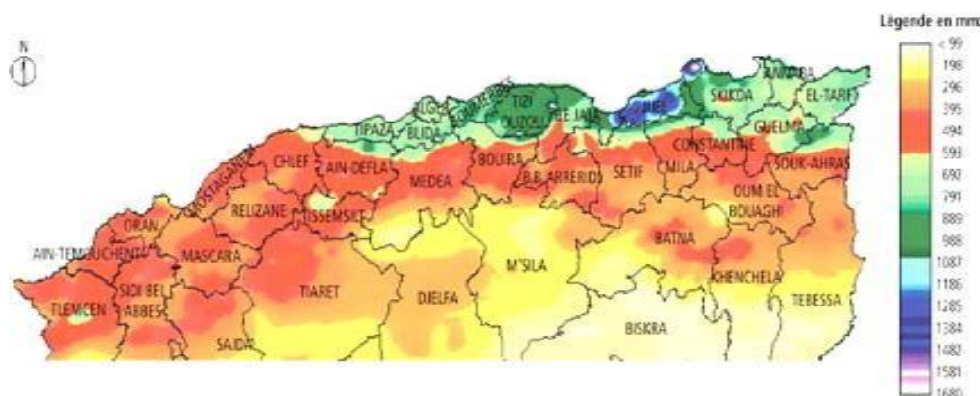 Légende en mm
N
< 99
198
296
395
494
593
692
791
889
988
1087
1186
1285
1384
1482
1581
1680
SKIKDA
EL-TARF
TIZI
OUZOU
JIJEL
TIPAZA
BLIDA
GUELMA
CONSTANTINE
CHLEF
AIN-DEFLA
BOUIRA
SOUK-AHRAS
MEDEA
B.B.ARRERIDJ
SETIF
MILA
OUM EL
BOUAGHI
MOSTAGANEM
RELIZANE
TISSEMSILT
ORAN
BATNA
AIN-TEMOUCHENT
MASCARA
M'SILA
KHENCHELA
SIDI BEL
ABBES
TIARET
DJELFA
TEBESSA
TLEMCEN
BISKRA
SAIDA